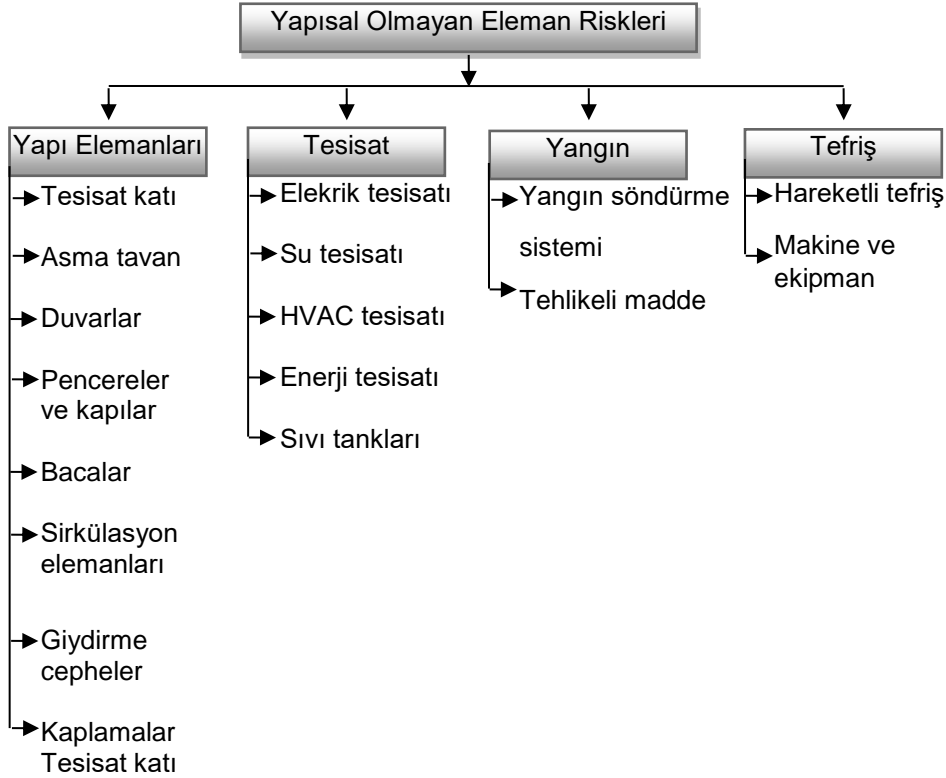 Yapısal Olmayan Eleman Riskleri
Yapı Elemanları
Tesisat katı
Asma tavan
Duvarlar
Pencereler
ve kapılar
Bacalar
Sirkülasyon
elemanları
Giydirme
cepheler
Kaplamalar
Tesisat katı
Tesisat
Elekrik tesisatı
Su tesisatı
HVAC tesisatı
Enerji tesisatı
Sıvı tankları
Yangın
Yangın söndürme
sistemi
Tehlikeli madde
Tefriş
Hareketli tefriş
Makine ve
ekipman